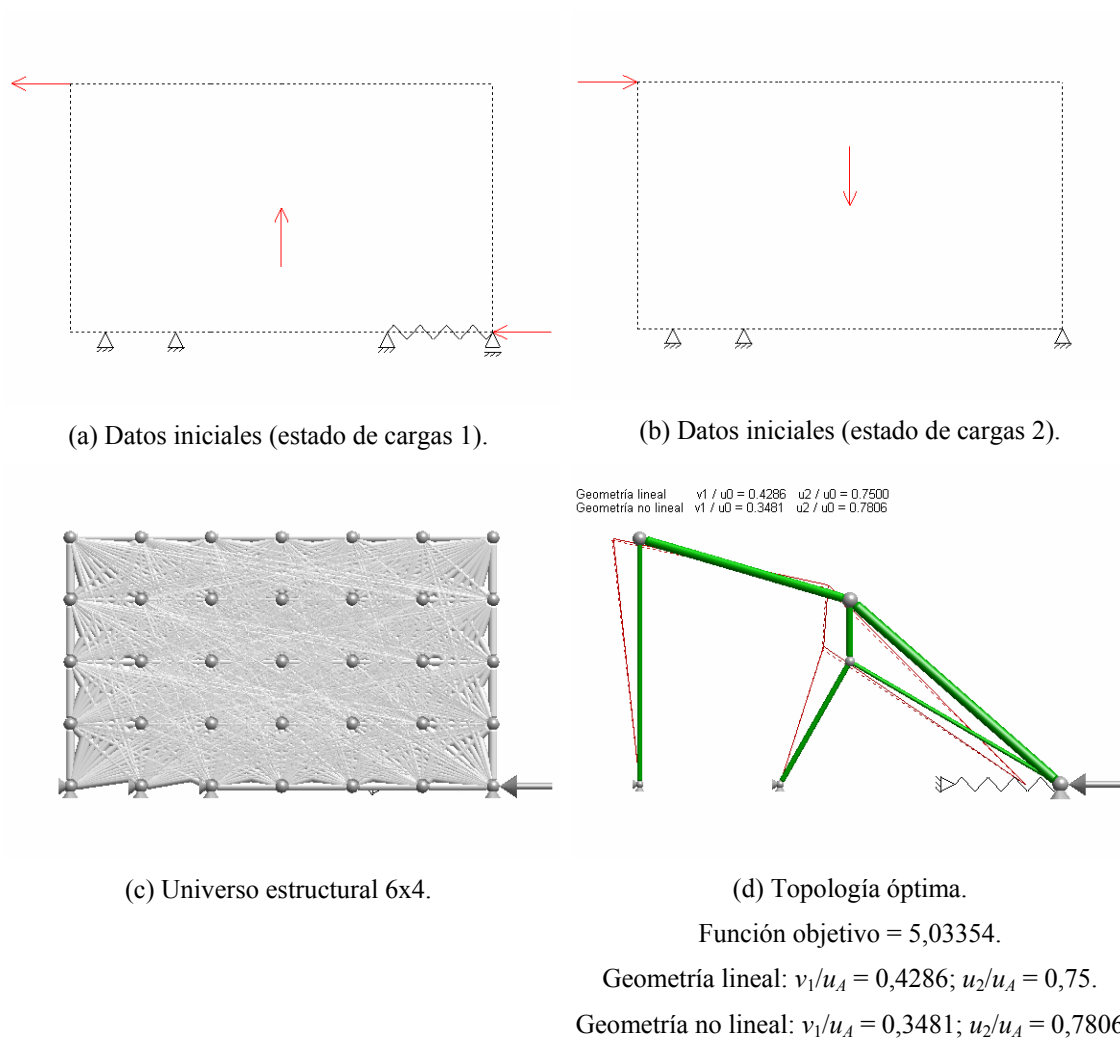 (a) Datos iniciales (estado de cargas 1).
(b) Datos iniciales (estado de cargas 2).
Geometría lineal v1 / u0 = 0.4286 u2 / u0 = 0.7500
Geometría no lineal v1 / u0 = 0.3481 u2 / u0 = 0.7806
(c) Universo estructural 6x4.
(d) Topología óptima.
Función objetivo = 5,03354.
Geometría lineal: v1/uA = 0,4286; u2/uA = 0,75.
Geometría no lineal: v1/uA = 0,3481; u2/uA = 0,7806